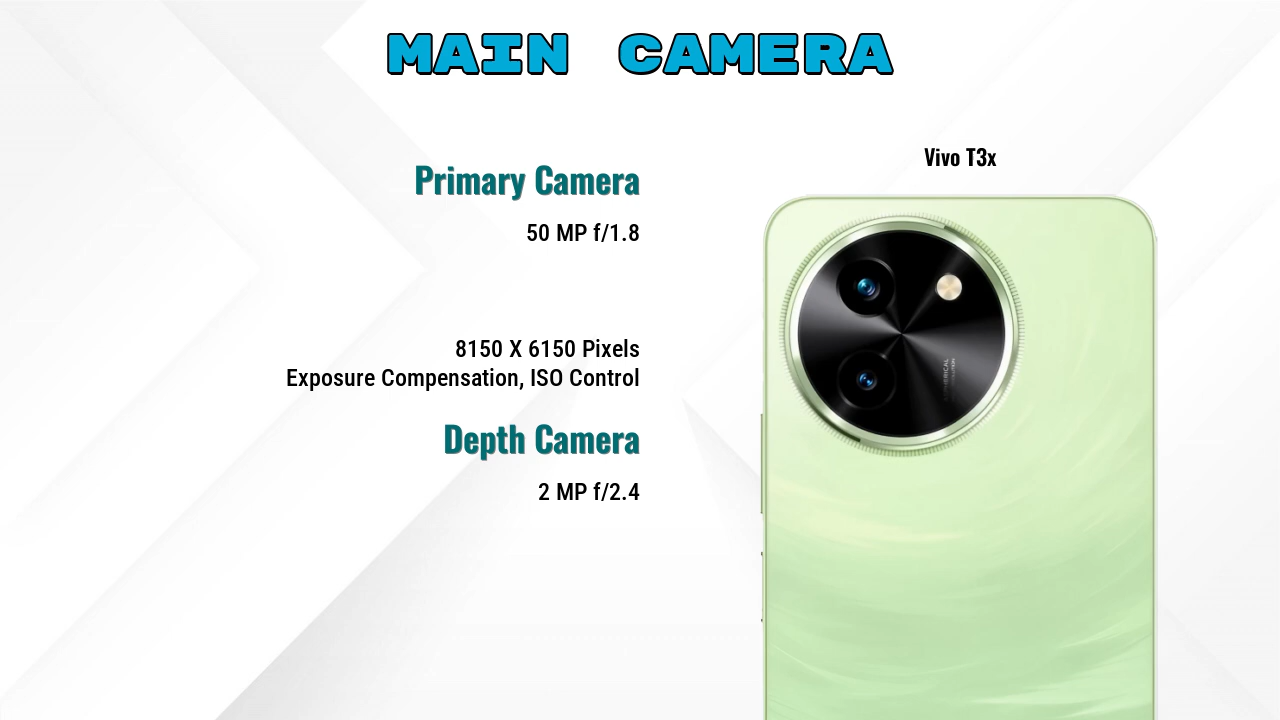 MAIN CAMERA
Vivo T3x
Primary Camera
50 MP f/1.8
8150 X 6150 Pixels
Exposure Compensation, ISO Control
Depth Camera
2 MP f/2.4